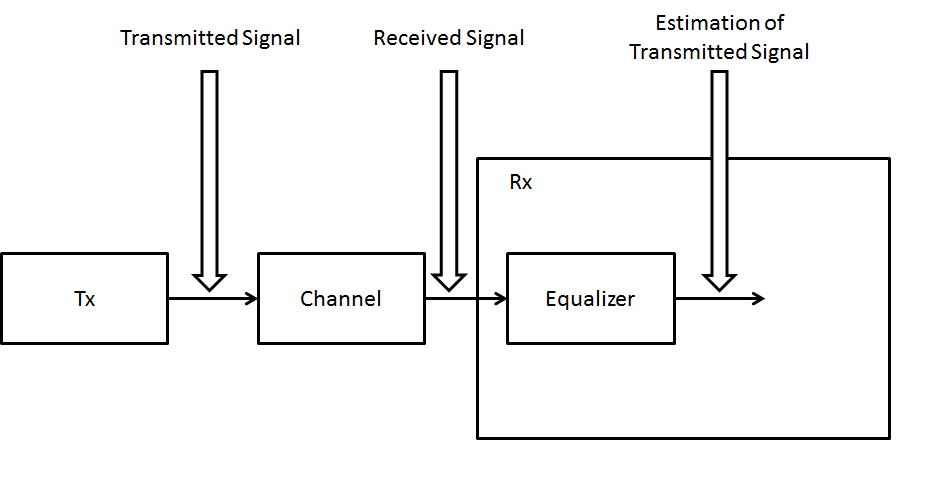 Transmitted Signal
Received Signal
Estimation of
Transmitted Signal
Rx
Tx
Channel
Equalizer